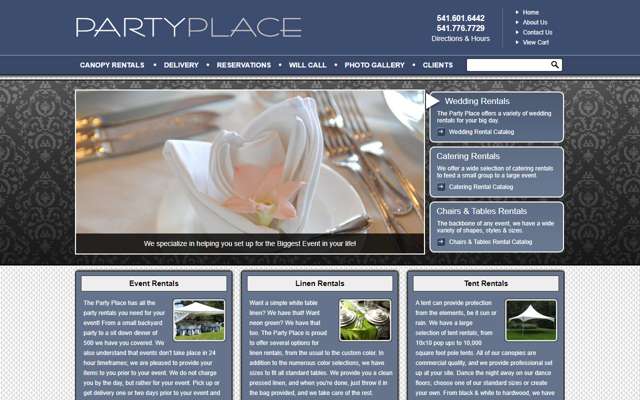 PARTYPLACE
541.601.6442
541.776.7729
Directions & Hours
Home
About Us
Contact Us
View Cart
CANOPY RENTALS • DELIVERY • RESERVATIONS • WILL CALL • PHOTO GALLERY • CLIENTS
We specialize in helping you set up for the Biggest Event in your life!
Wedding Rentals
The Party Place offers a variety of wedding
rentals for your big day.
Wedding Rental Catalog
Catering Rentals
We offer a wide selection of catering rentals
to feed a small group to a large event.
Catering Rental Catalog
Chairs & Tables Rentals
The backbone of any event, we have a wide
variety of shapes, styles & sizes.
Chairs & Tables Rental Catalog
Event Rentals
The Party Place has all the
party rentals you need for your
event! From a small backyard
party to a sit down dinner of
500 we have you covered. We
also understand that events don't take place in 24
hour timeframes; we are pleased to provide your
items to you prior to your event. We do not charge
you by the day, but rather for your event. Pick up or
get delivery one or two days prior to your event and
Linen Rentals
Want a simple white table
linen? We have that! Want
neon green? We have that
too. The Party Place is proud
to offer several options for
linen rentals, from the usual to the custom color. In
addition to the numerous color selections, we have
sizes to fit all standard tables. We provide you a clean
pressed linen, and when you're done, just throw it in
the bag provided, and we take care of the rest.
Tent Rentals
A tent can provide protection
from the elements, be it sun or
rain. We have a large
selection of tent rentals, from
10x10 pop ups to 10,000
square foot pole tents. All of our canopies are
commercial quality, and we provide professional set
up at your site. Dance the night away on our dance
floors; choose one of our standard sizes or create
your own. From black & white to hardwood, we have